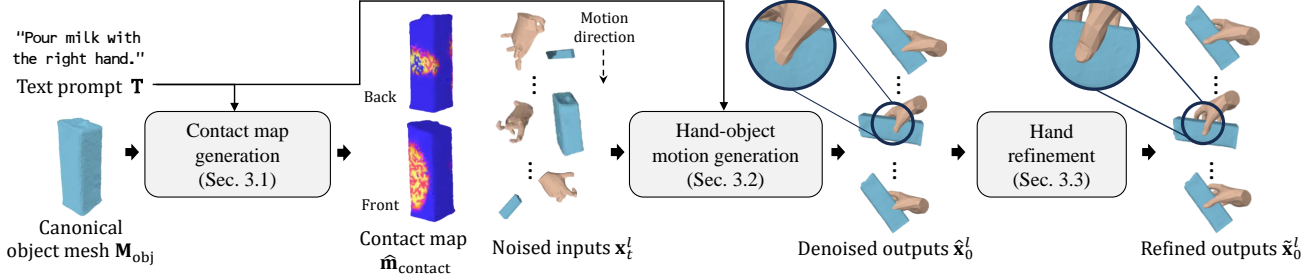 "Pour milk with
the right hand."
Text prompt T
Canonical
object mesh M_obj
Contact map
generation
(Sec. 3.1)
Back
Front
Contact map
m̂_contact
Motion
direction
Noised inputs x_t^l
Hand-object
motion generation
(Sec. 3.2)
Denoised outputs x̂_0^l
Hand
refinement
(Sec. 3.3)
Refined outputs x̃_0^l